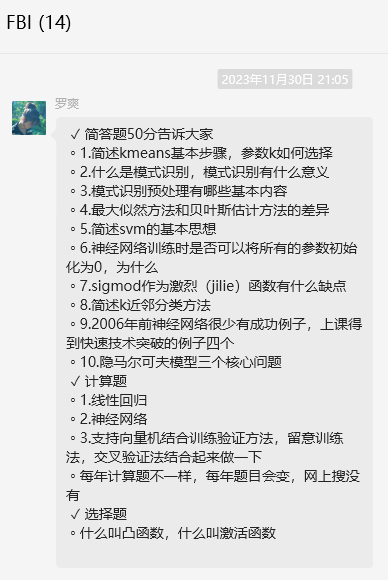 FBI (14)
2023年11月30日 21:05
罗爽
✓ 简答题50分告诉大家
◦1.简述kmeans基本步骤，参数k如何选择
◦2.什么是模式识别，模式识别有什么意义
◦3.模式识别预处理有哪些基本内容
◦4.最大似然方法和贝叶斯估计方法的差异
◦5.简述svm的基本思想
◦6.神经网络训练时是否可以将所有的参数初始
化为0，为什么
◦7.sigmod作为激烈（jilie）函数有什么缺点
◦8.简述k近邻分类方法
◦9.2006年前神经网络很少有成功例子，上课得
到快速技术突破的例子四个
◦10.隐马尔可夫模型三个核心问题
✓ 计算题
◦1.线性回归
◦2.神经网络
◦3.支持向量机结合训练验证方法，留意训练
法，交叉验证法结合起来做一下
◦每年计算题不一样，每年题目会变，网上搜没
有
✓ 选择题
◦什么叫凸函数，什么叫激活函数